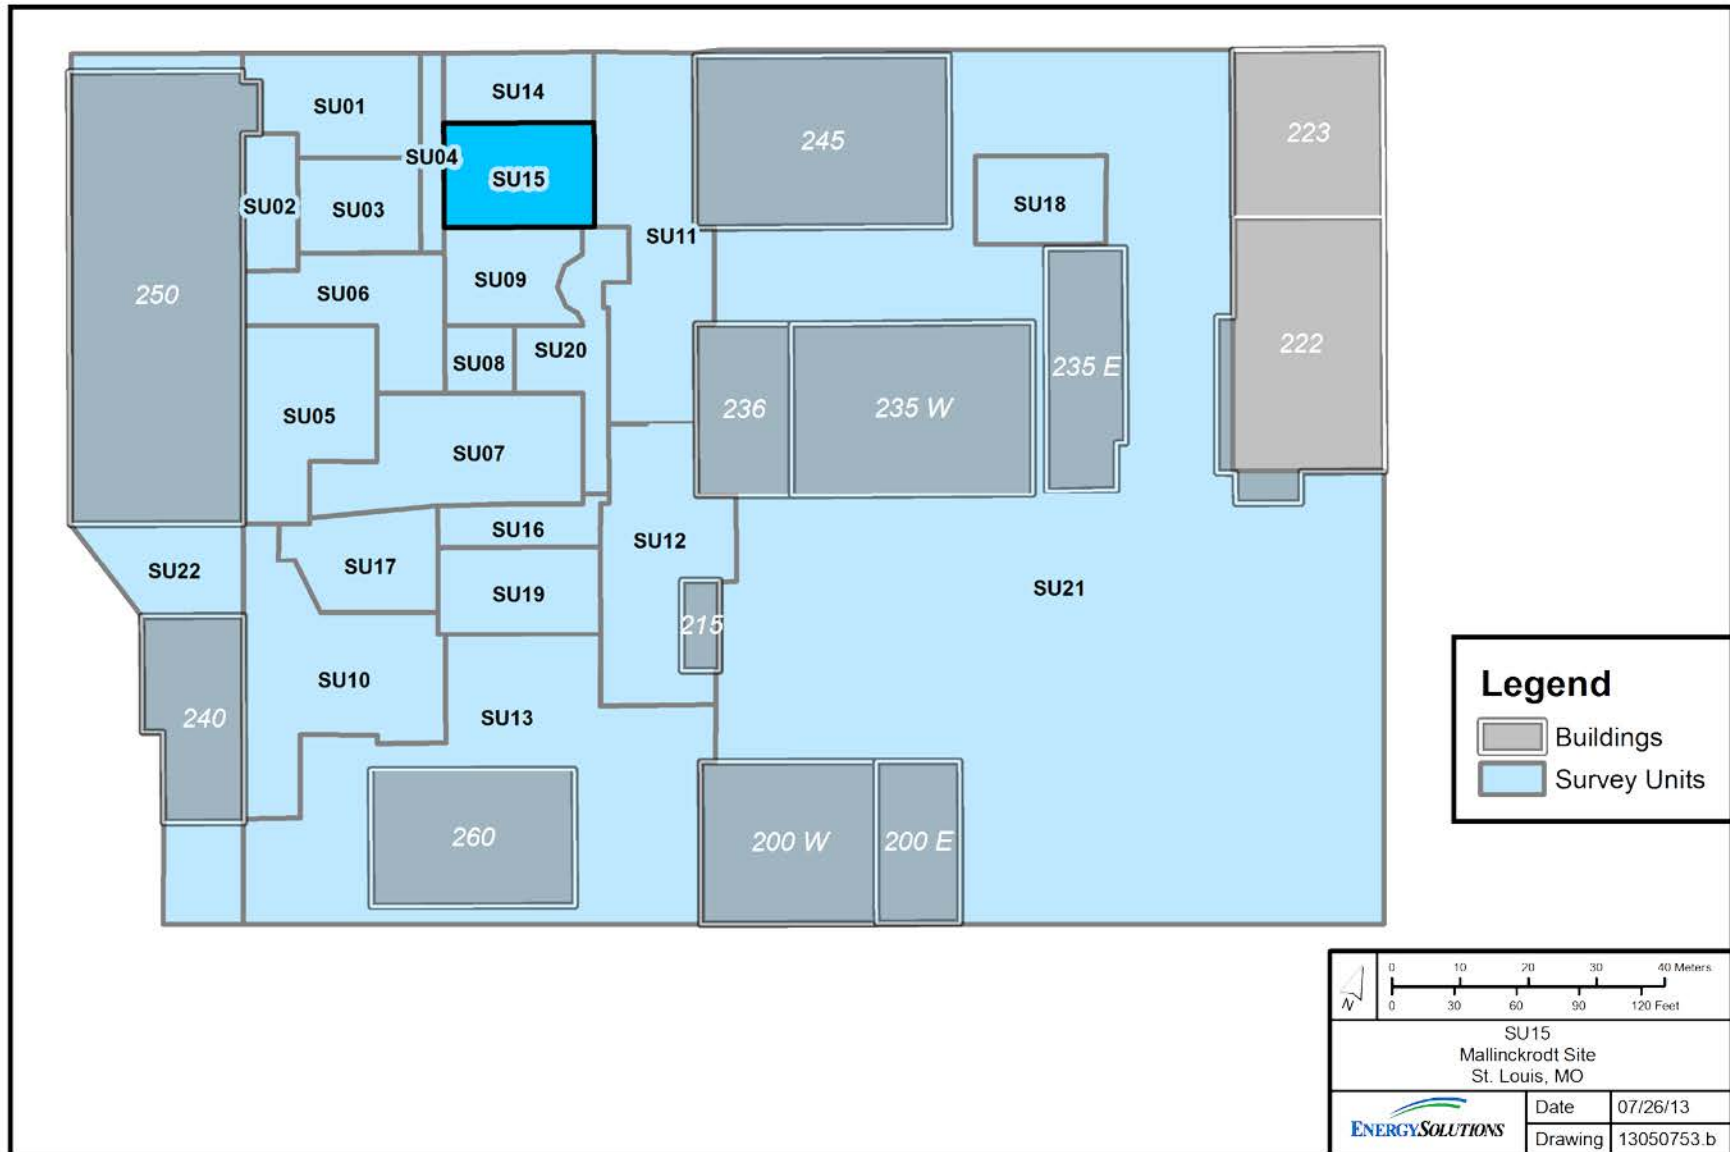 SU01
SU14
245
223
SU04
SU15
SU02
SU03
SU18
SU11
SU09
SU06
250
SU20
SU08
222
235 E
236
235 W
SU05
SU07
SU16
SU12
SU17
SU22
SU19
SU21
215
SU10
240
SU13
260
200 W
200 E
Legend
Buildings
Survey Units
N
0 10 20 30 40 Meters
0 30 60 90 120 Feet
SU15
Mallinckrodt Site
St. Louis, MO
ENERGYSOLUTIONS
Date 07/26/13
Drawing 13050753.b